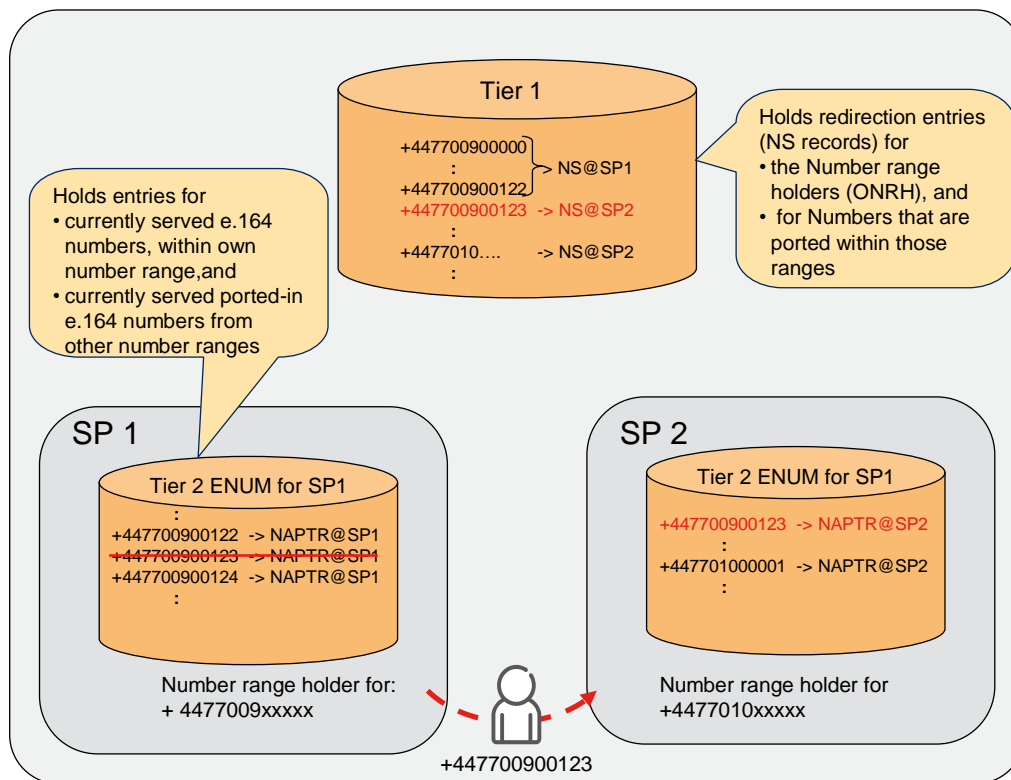 Tier 1
+447700900000
:
-> NS@SP1
+447700900122
+447700900123 -> NS@SP2
:
+4477010.... -> NS@SP2
:
Holds redirection entries
(NS records) for
• the Number range
holders (ONRH), and
• for Numbers that are
ported within those
ranges
Holds entries for
• currently served e.164
numbers, within own
number range,and
• currently served ported-in
e.164 numbers from
other number ranges
SP 1
Tier 2 ENUM for SP1
:
+447700900122 -> NAPTR@SP1
+447700900123 -> NAPTR@SP1
+447700900124 -> NAPTR@SP1
:
Number range holder for:
+ 4477009xxxxx
SP 2
Tier 2 ENUM for SP1
+447700900123 -> NAPTR@SP2
:
+447701000001 -> NAPTR@SP2
:
Number range holder for
+4477010xxxxx
+447700900123